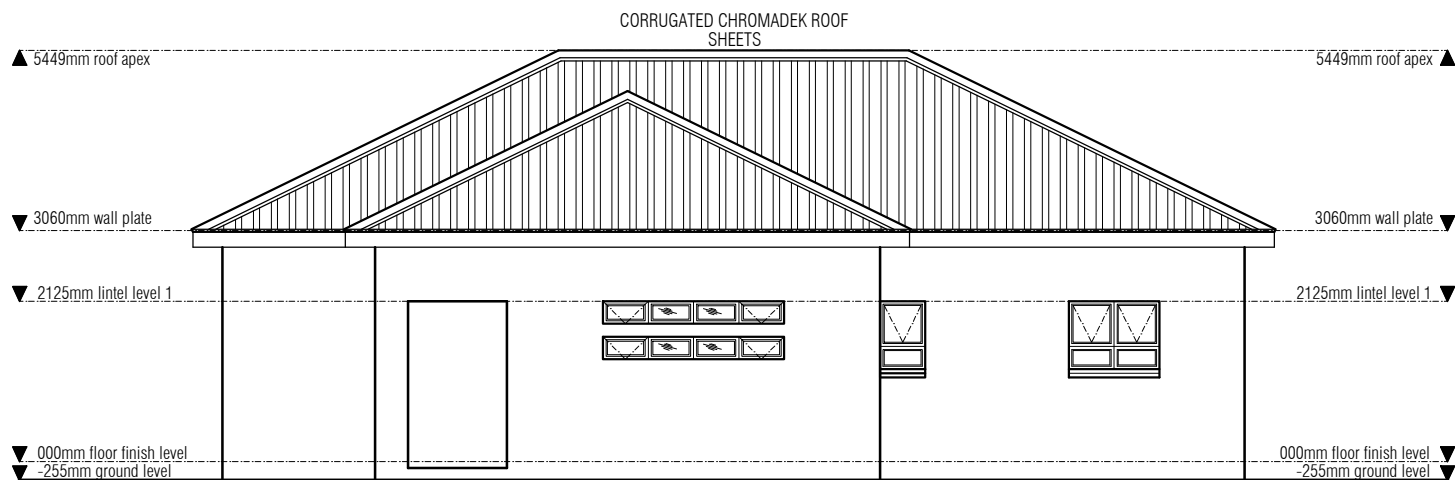 CORRUGATED CHROMADEK ROOF
SHEETS
5449mm roof apex
5449mm roof apex
3060mm wall plate
3060mm wall plate
2125mm lintel level 1
2125mm lintel level 1
000mm floor finish level
000mm floor finish level
-255mm ground level
-255mm ground level